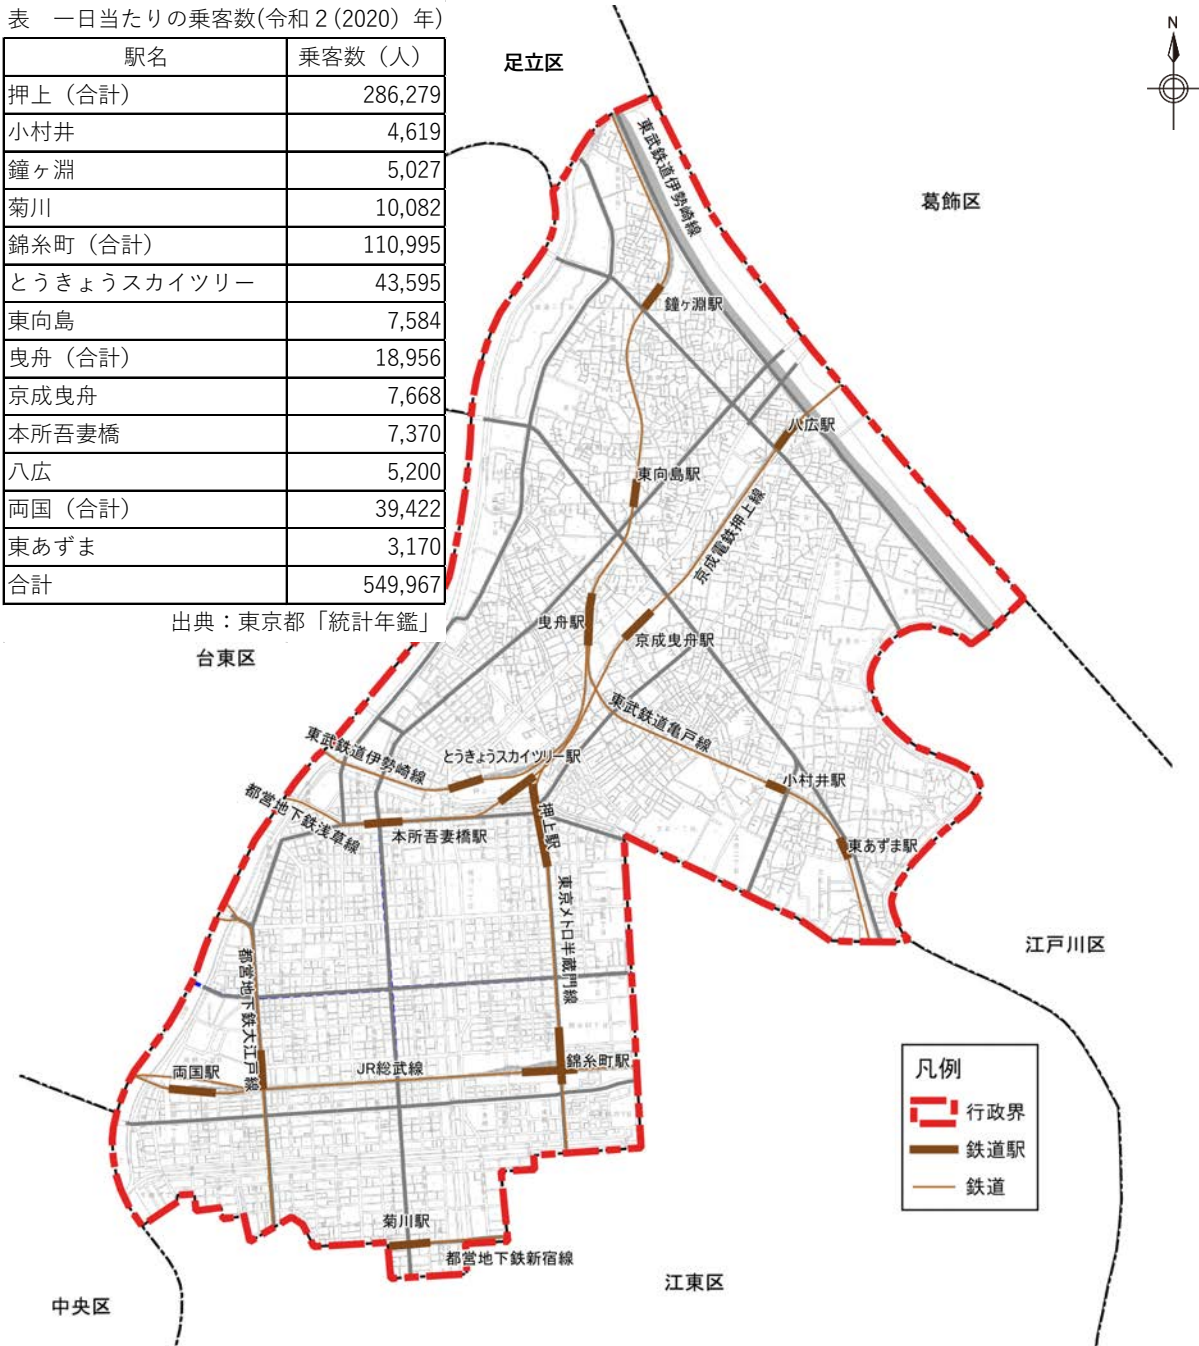 表　一日当たりの乗客数(令和２(2020）年)
駅名 乗客数（人）
押上（合計） 286,279
小村井 4,619
鐘ヶ淵 5,027
菊川 10,082
錦糸町（合計） 110,995
とうきょうスカイツリー 43,595
東向島 7,584
曳舟（合計） 18,956
京成曳舟 7,668
本所吾妻橋 7,370
八広 5,200
両国（合計） 39,422
東あずま 3,170
合計 549,967
出典：東京都「統計年鑑」
足立区
N
葛飾区
東武鉄道伊勢崎線
鐘ヶ淵駅
八広駅
東向島駅
京成電鉄押上線
曳舟駅
京成曳舟駅
台東区
東武鉄道亀戸線
東武鉄道伊勢崎線
とうきょうスカイツリー駅
小村井駅
都営地下鉄浅草線
本所吾妻橋駅
押上駅
東あずま駅
東京メトロ半蔵門線
江戸川区
都営地下鉄大江戸線
両国駅
JR総武線
錦糸町駅
凡例
行政界
鉄道駅
鉄道
菊川駅
都営地下鉄新宿線
江東区
中央区